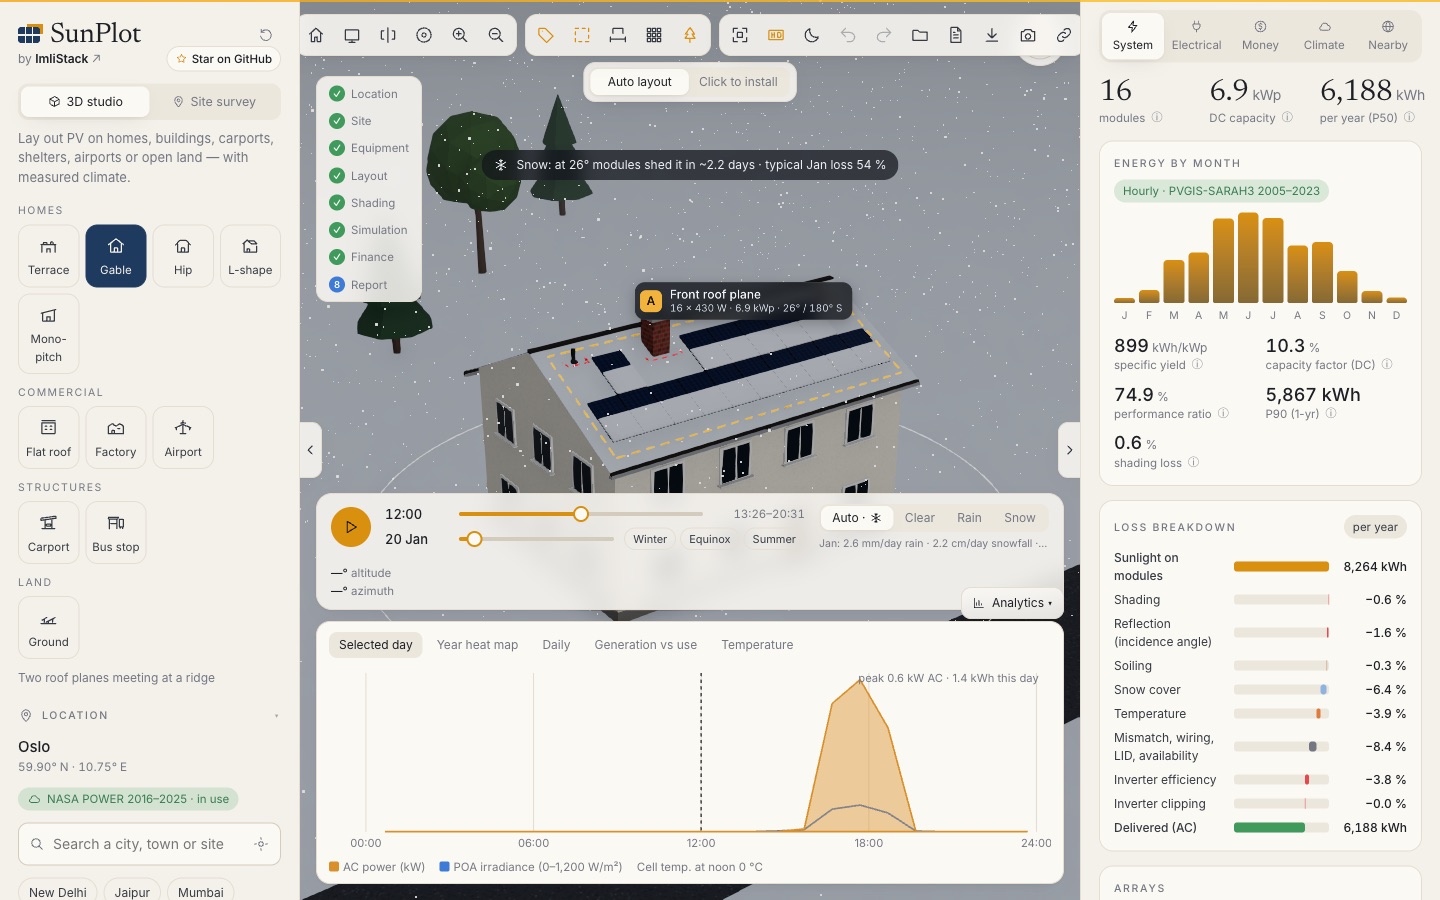 SunPlot
by ImliStack ↗
Star on GitHub
3D studio
Site survey
Lay out PV on homes, buildings, carports,
shelters, airports or open land — with
measured climate.
HOMES
Terrace
Gable
Hip
L-shape
Mono-
pitch
COMMERCIAL
Flat roof
Factory
Airport
STRUCTURES
Carport
Bus stop
LAND
Ground
Two roof planes meeting at a ridge
LOCATION
Oslo
59.90° N · 10.75° E
NASA POWER 2016–2025 · in use
Search a city, town or site
New Delhi
Jaipur
Mumbai
HD
Auto layout
Click to install
Location
Site
Equipment
Layout
Shading
Simulation
Finance
8 Report
Snow: at 26° modules shed it in ~2.2 days · typical Jan loss 54 %
A
Front roof plane
16 × 430 W · 6.9 kWp · 26° / 180° S
12:00
13:26–20:31
20 Jan
Winter
Equinox
Summer
Auto ·
Clear
Rain
Snow
Jan: 2.6 mm/day rain · 2.2 cm/day snowfall ·...
—° altitude
—° azimuth
Analytics
Selected day
Year heat map
Daily
Generation vs use
Temperature
peak 0.6 kW AC · 1.4 kWh this day
00:00
06:00
12:00
18:00
24:00
AC power (kW)
POA irradiance (0–1,200 W/m²)
Cell temp. at noon 0 °C
System
Electrical
Money
Climate
Nearby
16
modules
6.9 kWp
DC capacity
6,188 kWh
per year (P50)
ENERGY BY MONTH
Hourly · PVGIS-SARAH3 2005–2023
J F M A M J J A S O N D
899 kWh/kWp
specific yield
10.3 %
capacity factor (DC)
74.9 %
performance ratio
5,867 kWh
P90 (1-yr)
0.6 %
shading loss
LOSS BREAKDOWN
per year
Sunlight on
modules
8,264 kWh
Shading
−0.6 %
Reflection
(incidence angle)
−1.6 %
Soiling
−0.3 %
Snow cover
−6.4 %
Temperature
−3.9 %
Mismatch, wiring,
LID, availability
−8.4 %
Inverter efficiency
−3.8 %
Inverter clipping
−0.0 %
Delivered (AC)
6,188 kWh
ARRAYS